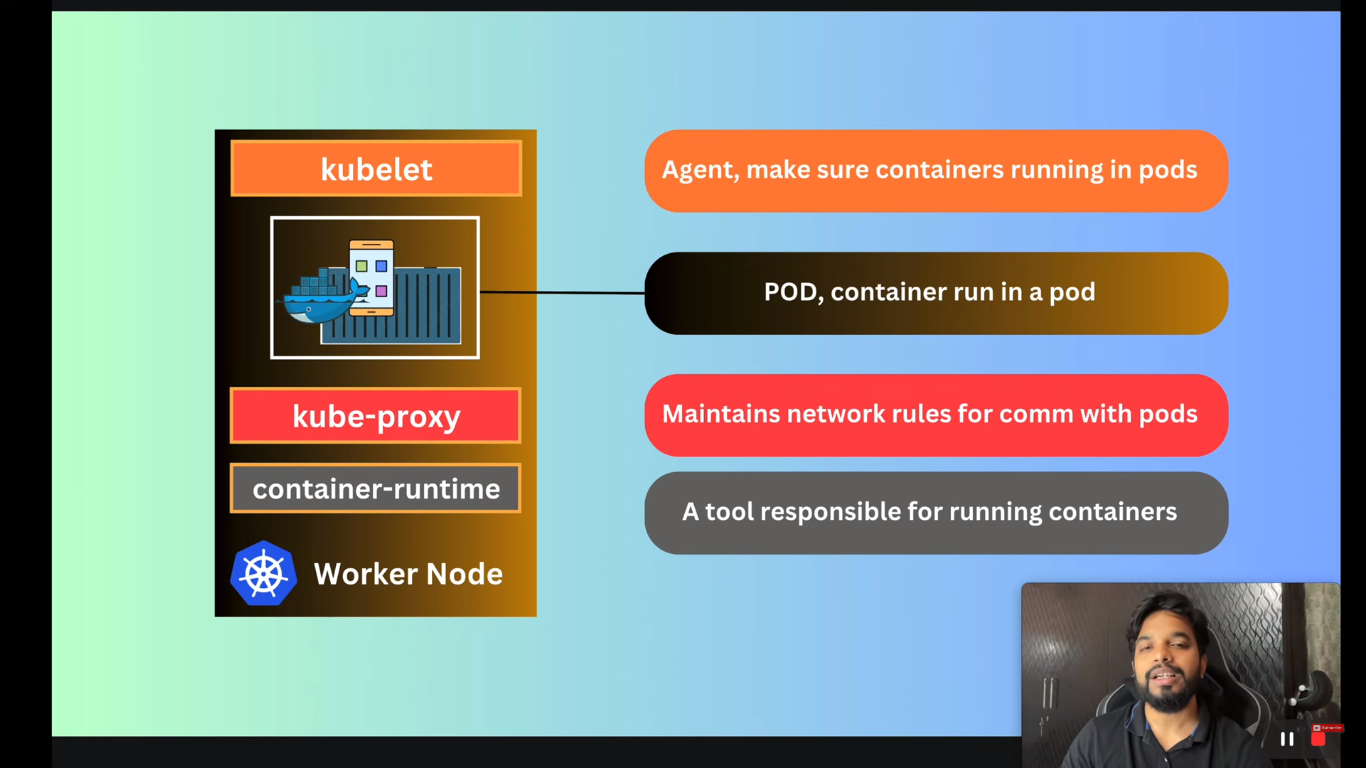 kubelet
Agent, make sure containers running in pods
POD, container run in a pod
kube-proxy
Maintains network rules for comm with pods
container-runtime
A tool responsible for running containers
Worker Node